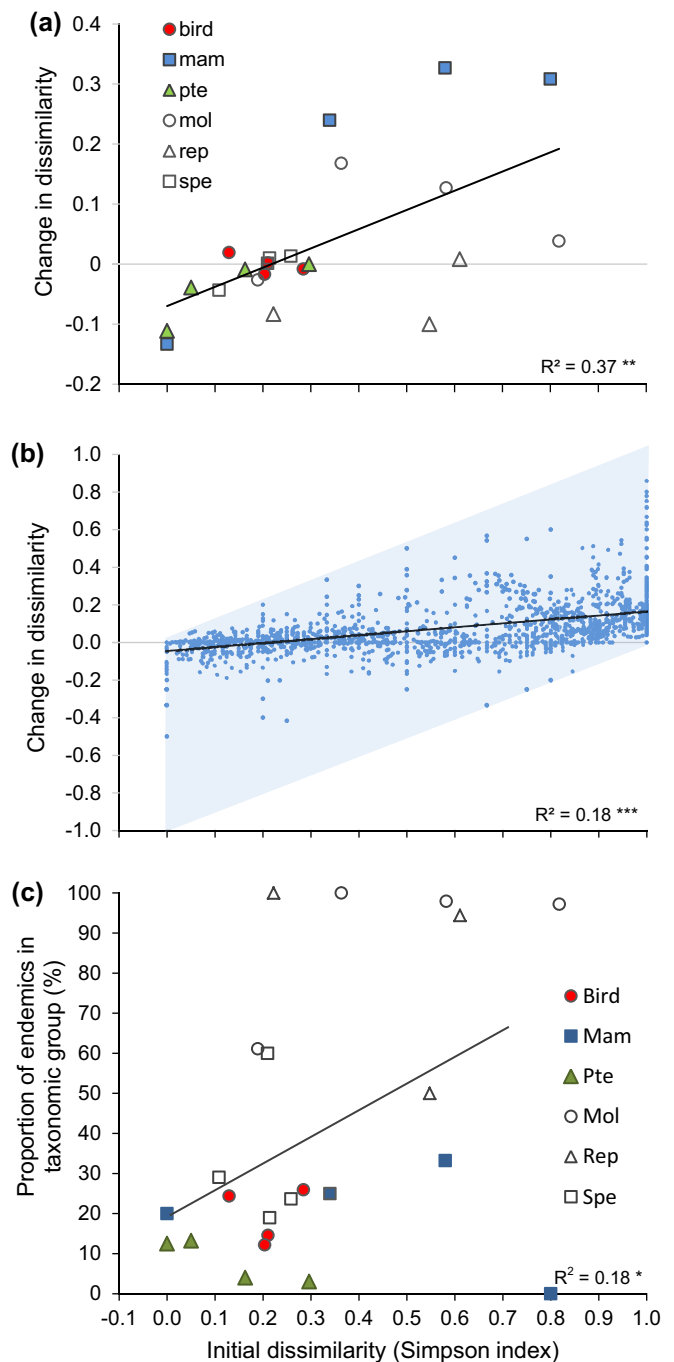 (a)
0.4
0.3
0.2
0.1
0
-0.1
-0.2
Change in dissimilarity
bird
mam
pte
mol
rep
spe
R² = 0.37 **
(b)
1.0
0.8
0.6
0.4
0.2
0.0
-0.2
-0.4
-0.6
-0.8
-1.0
Change in dissimilarity
R² = 0.18 ***
(c)
100
90
80
70
60
50
40
30
20
10
0
Proportion of endemics in
taxonomic group (%)
Bird
Mam
Pte
Mol
Rep
Spe
R² = 0.18 *
-0.1 0.0 0.1 0.2 0.3 0.4 0.5 0.6 0.7 0.8 0.9 1.0
Initial dissimilarity (Simpson index)